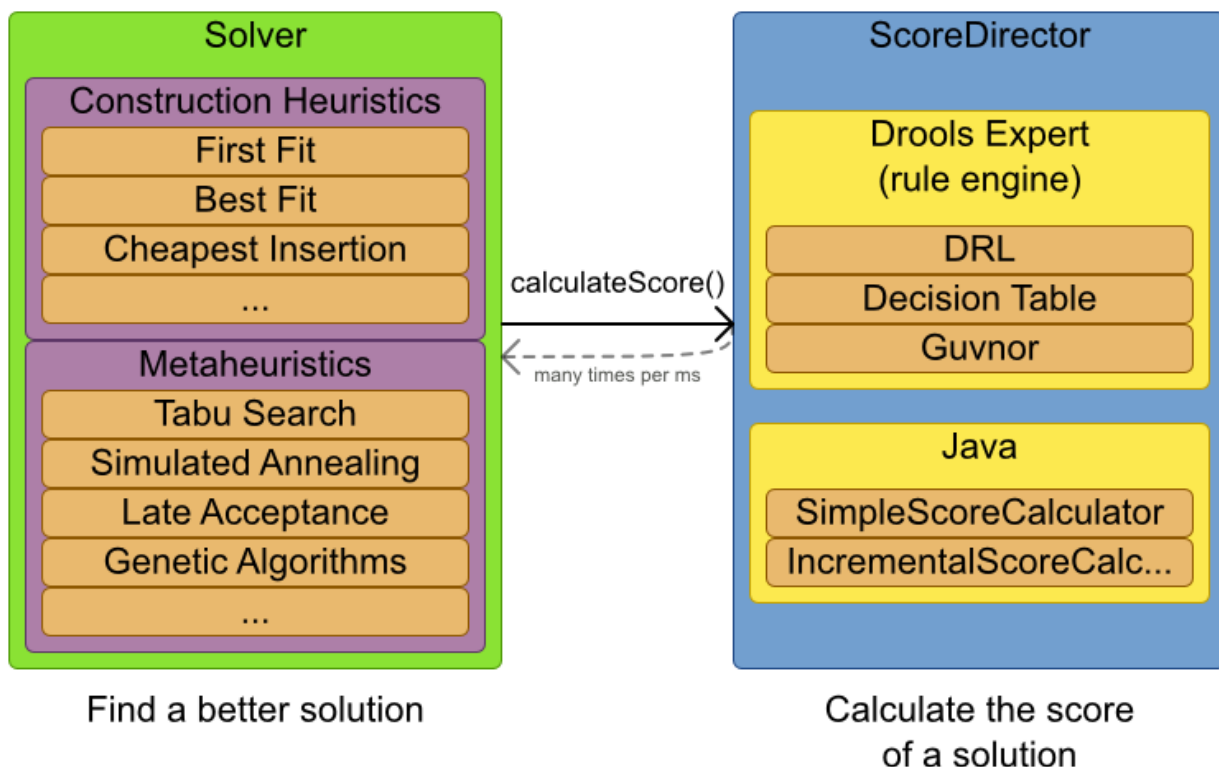 Solver
Construction Heuristics
First Fit
Best Fit
Cheapest Insertion
...
Metaheuristics
Tabu Search
Simulated Annealing
Late Acceptance
Genetic Algorithms
...
Find a better solution
calculateScore()
many times per ms
ScoreDirector
Drools Expert
(rule engine)
DRL
Decision Table
Guvnor
Java
SimpleScoreCalculator
IncrementalScoreCalc...
Calculate the score
of a solution